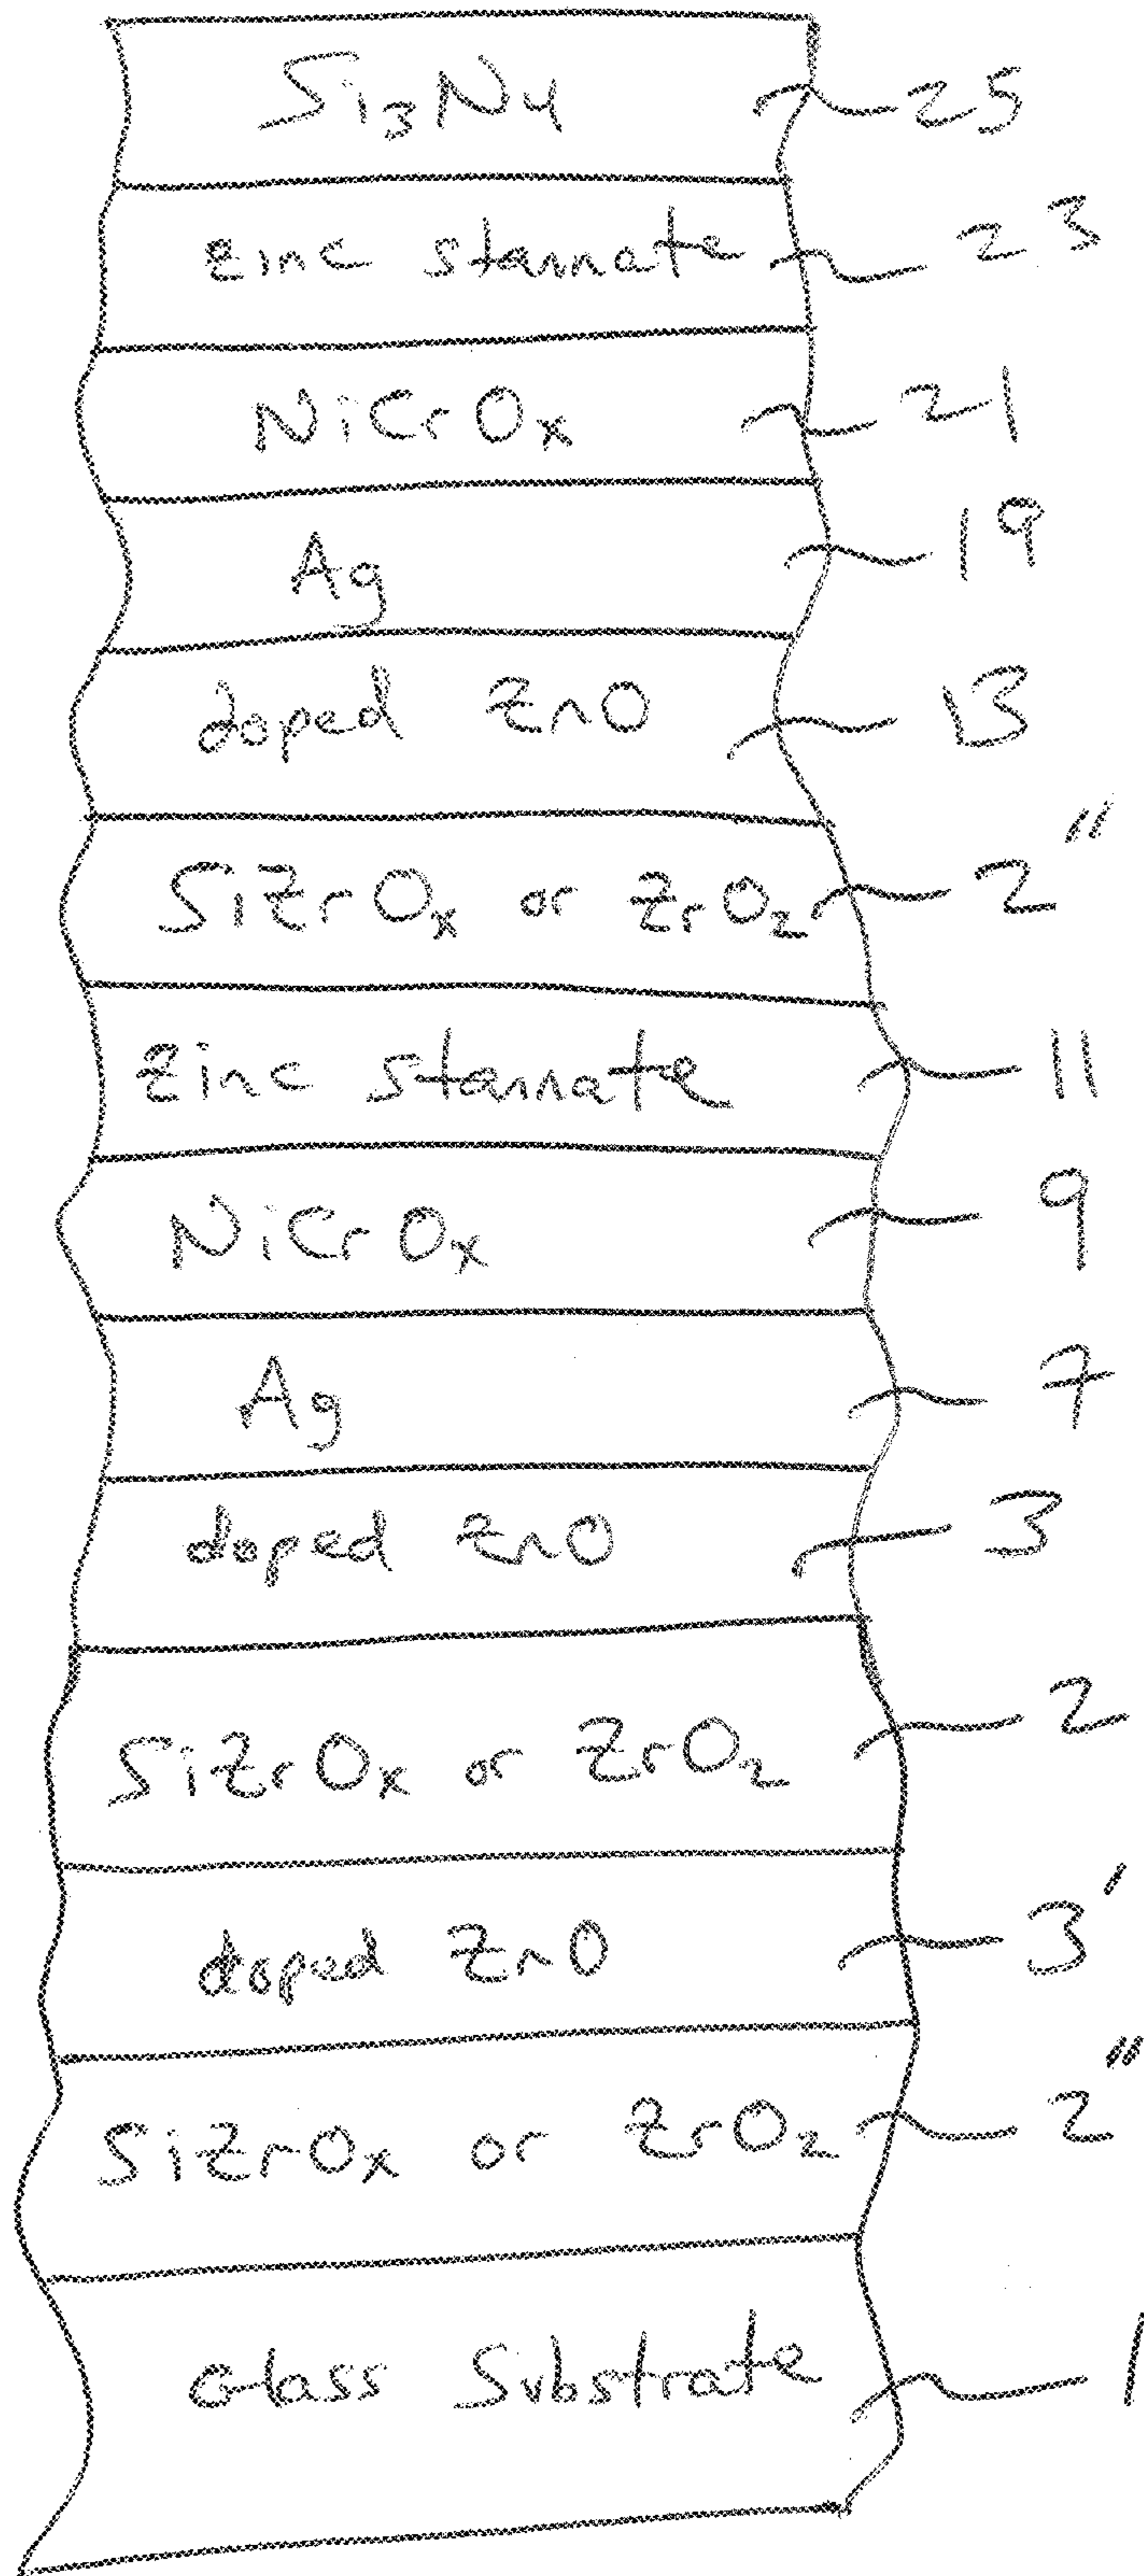 Si3N4 25
zinc stannate 23
NiCrOx 21
Ag 19
doped ZnO 13
SiZrOx or ZrO2 2"
zinc stannate 11
NiCrOx 9
Ag 7
doped ZnO 3
SiZrOx or ZrO2 2
doped ZnO 3'
SiZrOx or ZrO2 2"
Glass Substrate 1